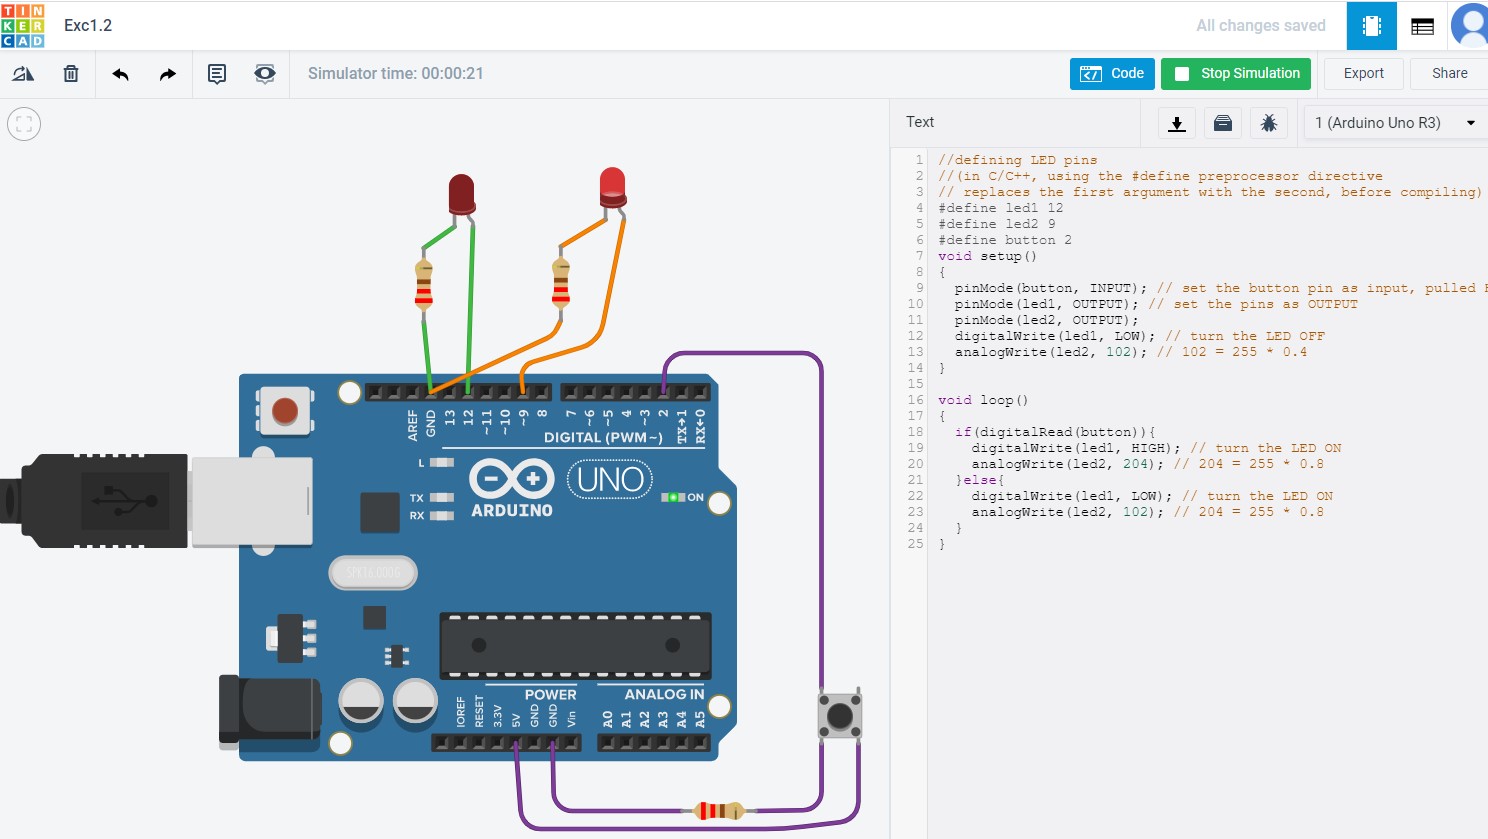 TIN
KER
CAD
Exc1.2
All changes saved
Simulator time: 00:00:21
Code
Stop Simulation
Export
Share
Text
1 (Arduino Uno R3)
1 //defining LED pins
2 //(in C/C++, using the #define preprocessor directive
3 // replaces the first argument with the second, before compiling)
4 #define led1 12
5 #define led2 9
6 #define button 2
7 void setup()
8 {
9 pinMode(button, INPUT); // set the button pin as input, pulled
10 pinMode(led1, OUTPUT); // set the pins as OUTPUT
11 pinMode(led2, OUTPUT);
12 digitalWrite(led1, LOW); // turn the LED OFF
13 analogWrite(led2, 102); // 102 = 255 * 0.4
14 }
15
16 void loop()
17 {
18 if(digitalRead(button)){
19 digitalWrite(led1, HIGH); // turn the LED ON
20 analogWrite(led2, 204); // 204 = 255 * 0.8
21 }else{
22 digitalWrite(led1, LOW); // turn the LED ON
23 analogWrite(led2, 102); // 204 = 255 * 0.8
24 }
25 }
AREF
GND
13
12
~11
~10
~9
8
7
~6
~5
4
~3
2
TX→1
RX←0
DIGITAL (PWM~)
L
TX
RX
ARDUINO
UNO
ON
SPK16.000G
POWER
ANALOG IN
IOREF
RESET
3.3V
5V
GND
GND
Vin
A0
A1
A2
A3
A4
A5